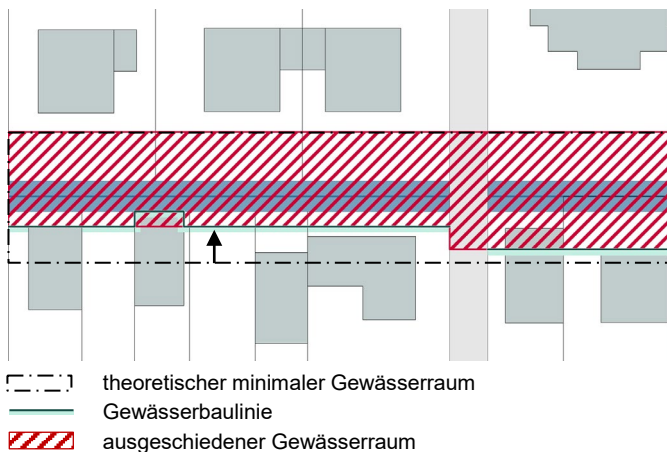 theoretischer minimaler Gewässerraum
Gewässerbaulinie
ausgeschiedener Gewässerraum